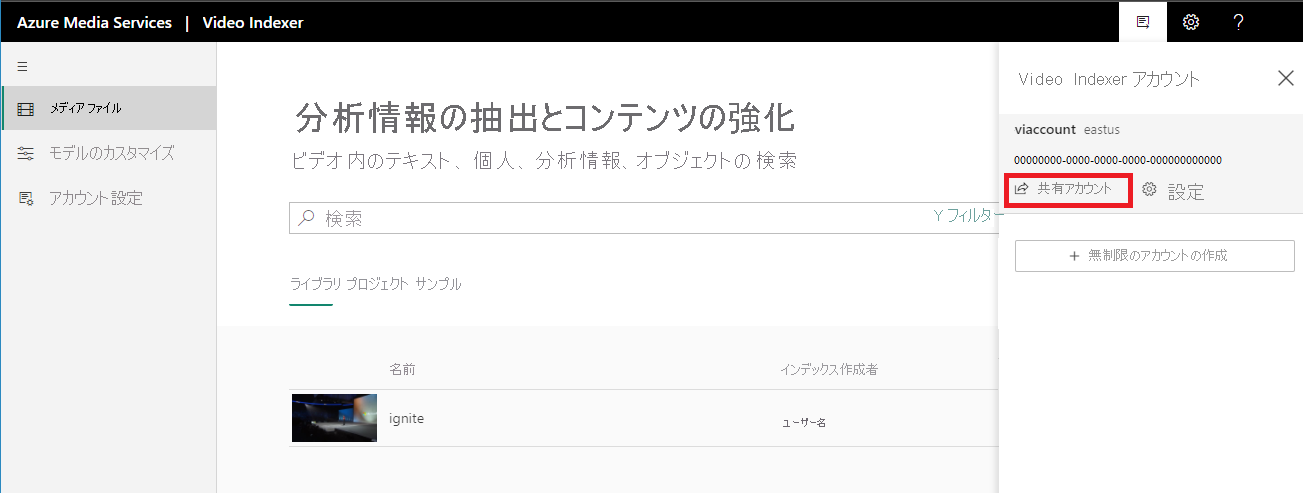 Azure Media Services | Video Indexer
?
メディア ファイル
モデルのカスタマイズ
アカウント設定
分析情報の抽出とコンテンツの強化
ビデオ内のテキスト、個人、分析情報、オブジェクトの検索
検索
Y フィルター
ライブラリ プロジェクト サンプル
名前 インデックス作成者
ignite ユーザー名
Video Indexer アカウント
viaccount eastus
00000000-0000-0000-0000-000000000000
共有アカウント 設定
+ 無制限のアカウントの作成